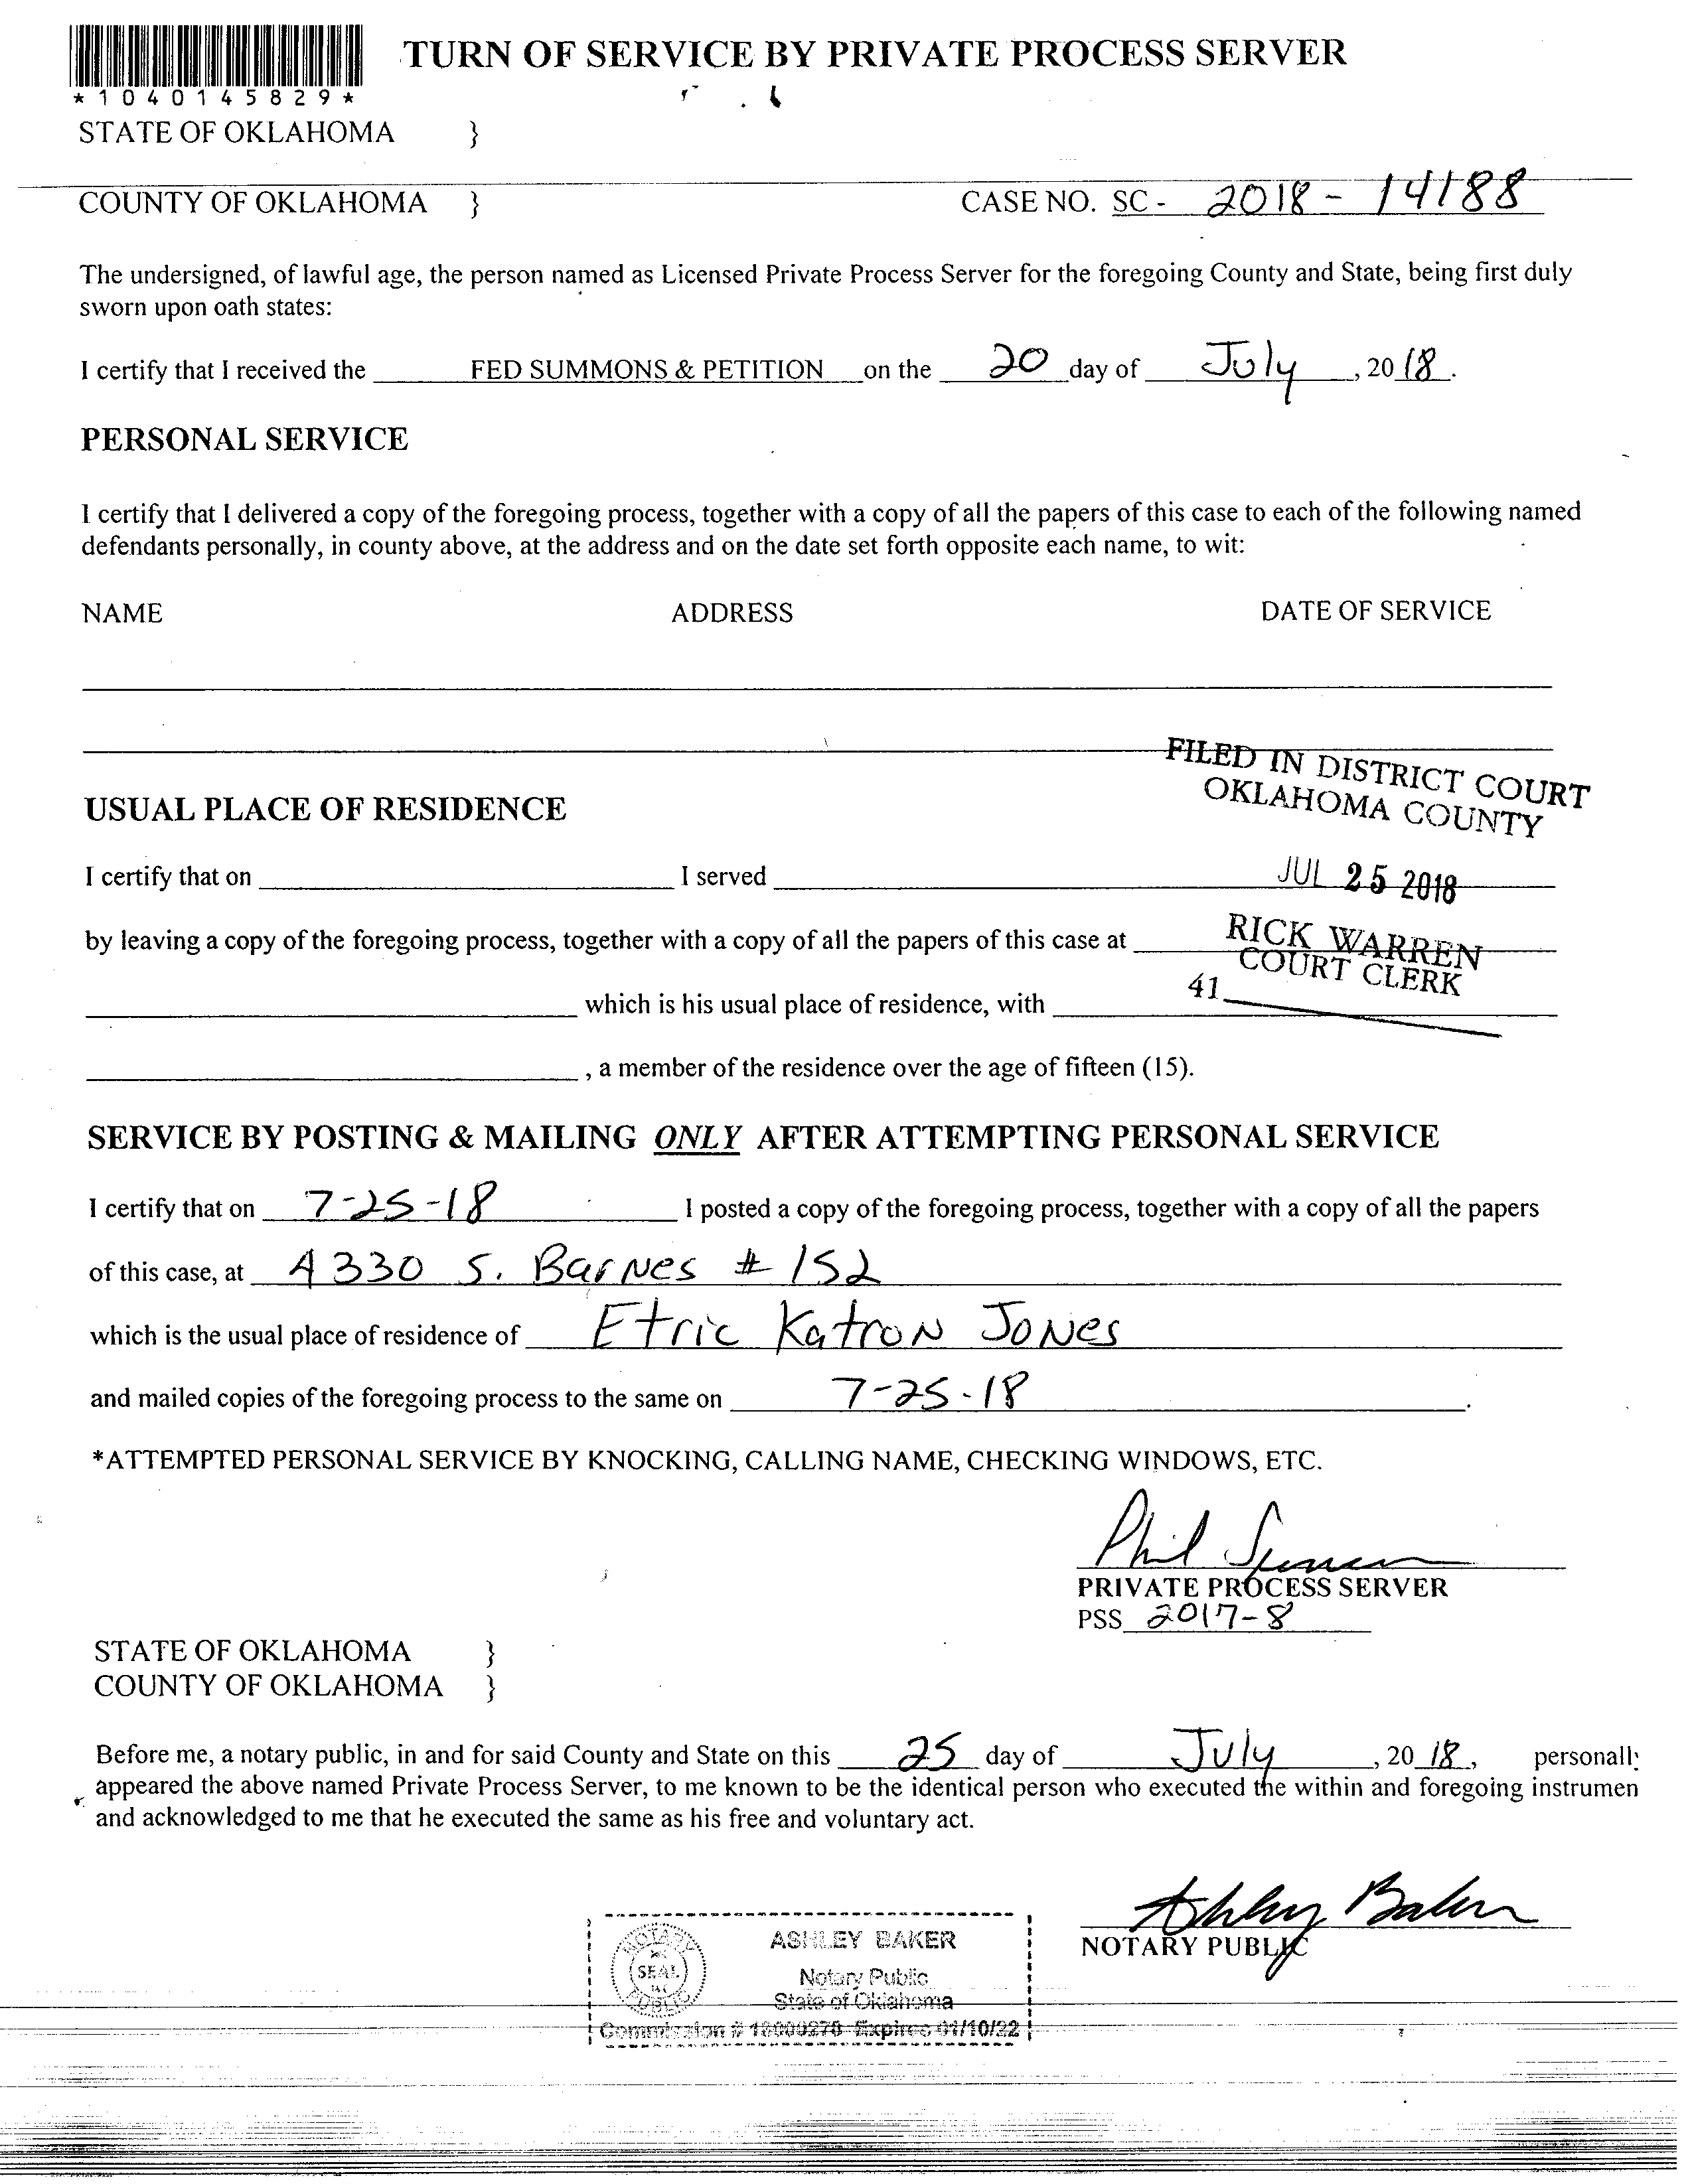 TURN OF SERVICE BY PRIVATE PROCESS SERVER
*1040145829*
STATE OF OKLAHOMA }
COUNTY OF OKLAHOMA } CASE NO. SC - 2018 - 14188
The undersigned, of lawful age, the person named as Licensed Private Process Server for the foregoing County and State, being first duly
sworn upon oath states:
I certify that I received the FED SUMMONS & PETITION on the 20 day of July , 20 18 .
PERSONAL SERVICE
I certify that I delivered a copy of the foregoing process, together with a copy of all the papers of this case to each of the following named
defendants personally, in county above, at the address and on the date set forth opposite each name, to wit:
NAME ADDRESS DATE OF SERVICE
FILED IN DISTRICT COURT
OKLAHOMA COUNTY
USUAL PLACE OF RESIDENCE
I certify that on I served
JUL 25 2018
by leaving a copy of the foregoing process, together with a copy of all the papers of this case at
RICK WARREN
COURT CLERK
41
which is his usual place of residence, with
, a member of the residence over the age of fifteen (15).
SERVICE BY POSTING & MAILING ONLY AFTER ATTEMPTING PERSONAL SERVICE
I certify that on 7-25-18 I posted a copy of the foregoing process, together with a copy of all the papers
of this case, at 4330 S. Barnes # 152
which is the usual place of residence of Etric Katron Jones
and mailed copies of the foregoing process to the same on 7-25-18 .
*ATTEMPTED PERSONAL SERVICE BY KNOCKING, CALLING NAME, CHECKING WINDOWS, ETC.
Phil
PRIVATE PROCESS SERVER
PSS 2017-8
STATE OF OKLAHOMA }
COUNTY OF OKLAHOMA }
Before me, a notary public, in and for said County and State on this 25 day of July , 20 18 , personall
appeared the above named Private Process Server, to me known to be the identical person who executed the within and foregoing instrumen
and acknowledged to me that he executed the same as his free and voluntary act.
Ashley Baker
NOTARY PUBLIC
NOTARY PUBLIC
SEAL
ASHLEY BAKER
Notary Public
State of Oklahoma
Commission # 18000278 Expires 01/10/22